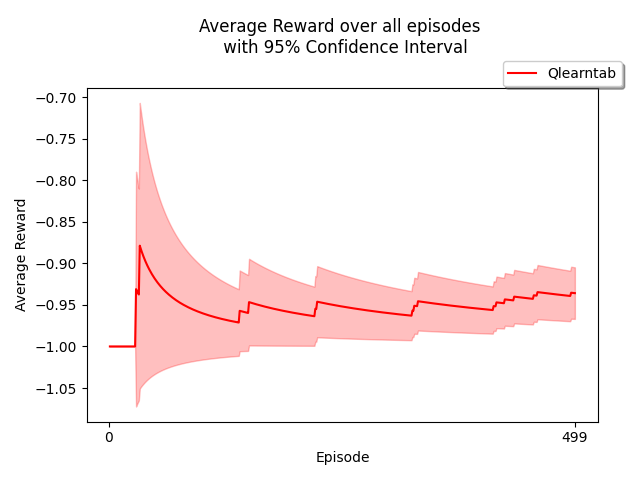 Average Reward over all episodes
with 95% Confidence Interval
Qlearntab
−0.70
−0.75
−0.80
−0.85
−0.90
−0.95
−1.00
−1.05
Average Reward
0
499
Episode